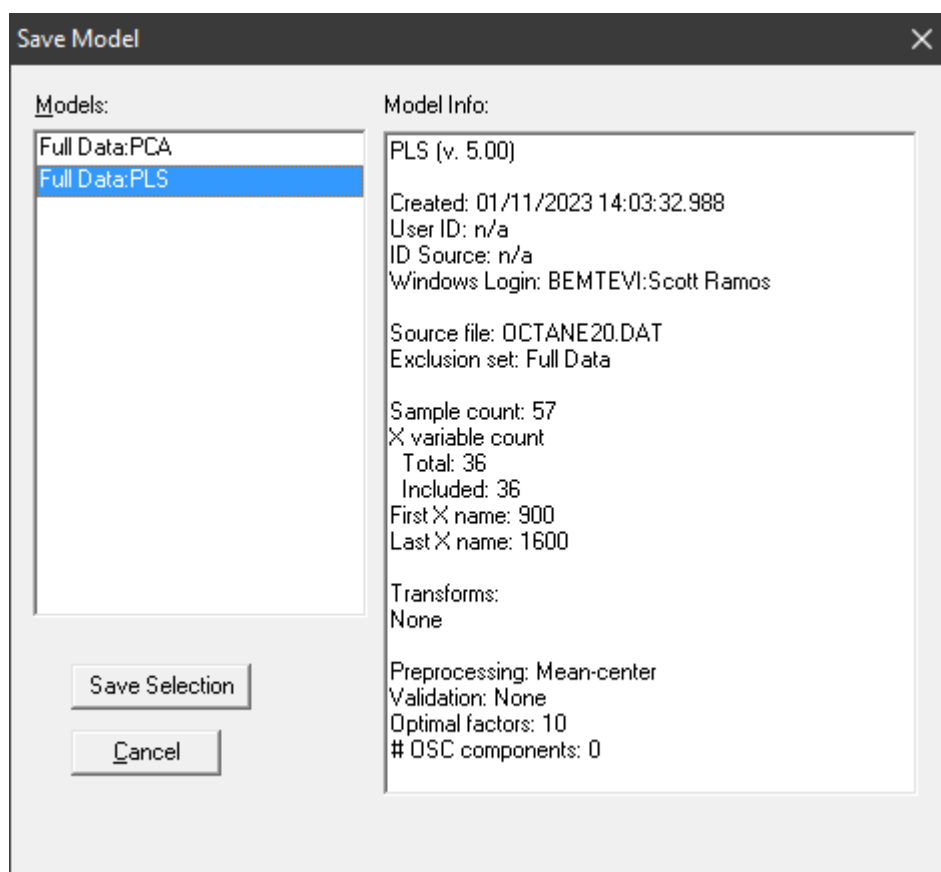 Save Model
Models:
Full Data:PCA
Full Data:PLS
Save Selection
Cancel
Model Info:
PLS (v. 5.00)
Created: 01/11/2023 14:03:32.988
User ID: n/a
ID Source: n/a
Windows Login: BEMTEVI:Scott Ramos
Source file: OCTANE20.DAT
Exclusion set: Full Data
Sample count: 57
X variable count
Total: 36
Included: 36
First X name: 900
Last X name: 1600
Transforms:
None
Preprocessing: Mean-center
Validation: None
Optimal factors: 10
# OSC components: 0